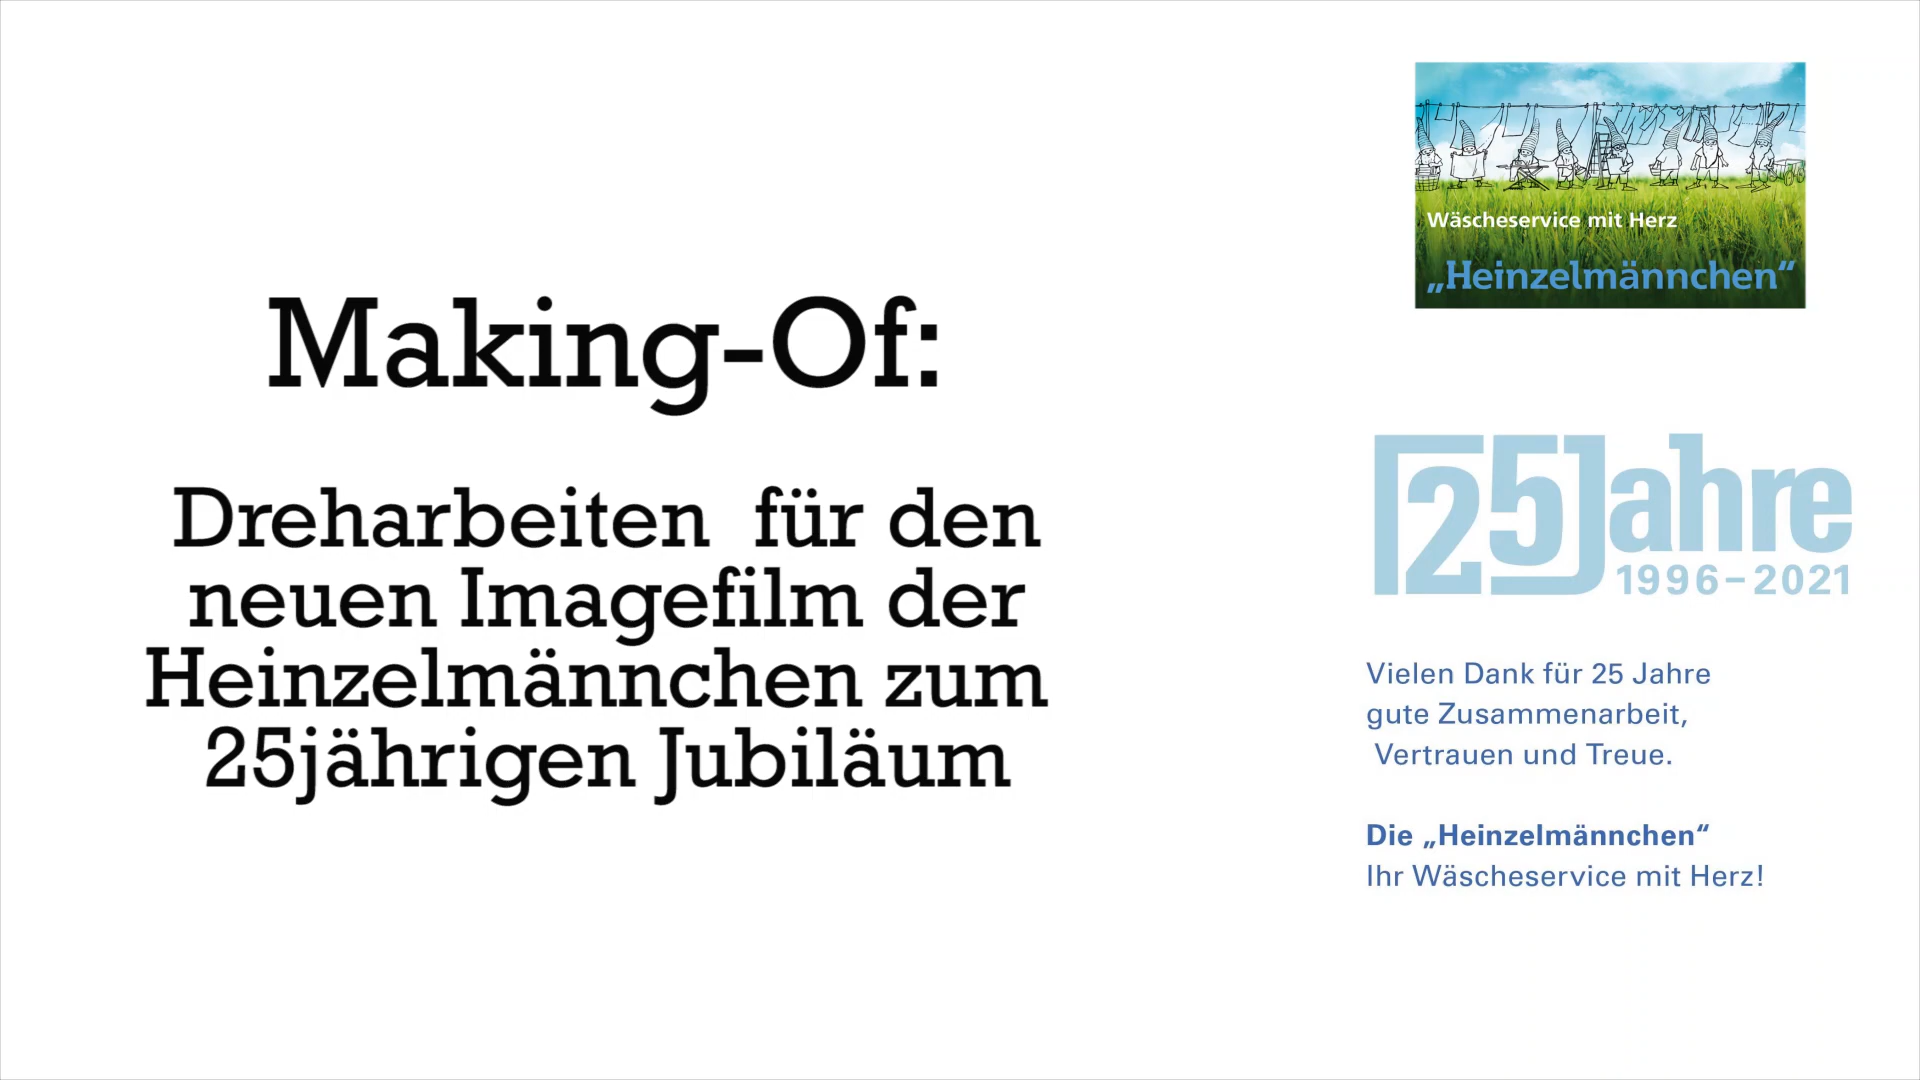 Making-Of:
Dreharbeiten  für den
neuen Imagefilm der
Heinzelmännchen zum
25jährigen Jubiläum
Wäscheservice mit Herz
„Heinzelmännchen“
25 Jahre
1996–2021
Vielen Dank für 25 Jahre
gute Zusammenarbeit,
Vertrauen und Treue.
Die „Heinzelmännchen“
Ihr Wäscheservice mit Herz!